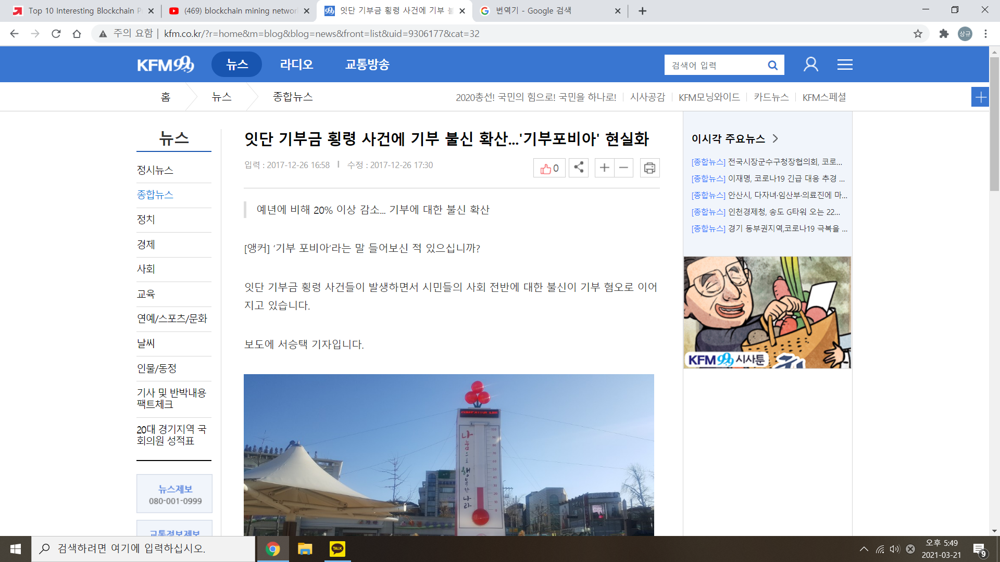 Top 10 Interesting Blockchain Pr
(469) blockchain mining networ
잇단 기부금 횡령 사건에 기부 불
번역기 - Google 검색
주의 요함 | kfm.co.kr/?r=home&m=blog&blog=news&front=list&uid=9306177&cat=32
상규
KFM99.9
뉴스
라디오
교통방송
검색어 입력
홈
뉴스
종합뉴스
2020총선! 국민의 힘으로! 국민을 하나로!
시사공감
KFM모닝와이드
카드뉴스
KFM스페셜
뉴스
정시뉴스
종합뉴스
정치
경제
사회
교육
연예/스포츠/문화
날씨
인물/동정
기사 및 반박내용
팩트체크
20대 경기지역 국
회의원 성적표
뉴스제보
080-001-0999
교통정보제보
잇단 기부금 횡령 사건에 기부 불신 확산...'기부포비아' 현실화
입력 : 2017-12-26 16:58
수정 : 2017-12-26 17:30
0
예년에 비해 20% 이상 감소... 기부에 대한 불신 확산
[앵커] ‘기부 포비아’라는 말 들어보신 적 있으십니까?
잇단 기부금 횡령 사건들이 발생하면서 시민들의 사회 전반에 대한 불신이 기부 혐오로 이어
지고 있습니다.
보도에 서승택 기자입니다.
나눔으로 행복한 나라
100
90
80
70
60
50
40
30
20
10
0
이시각 주요뉴스
[종합뉴스] 전국시장군수구청장협의회, 코로...
[종합뉴스] 이재명, 코로나19 긴급 대응 추경 ...
[종합뉴스] 안산시, 다자녀·임산부·의료진에 마...
[종합뉴스] 인천경제청, 송도 G타워 오는 22...
[종합뉴스] 경기 동부권지역,코로나19 극복을 ...
KFM99.9 시사툰
검색하려면 여기에 입력하십시오.
TALK
오후 5:49
2021-03-21
9